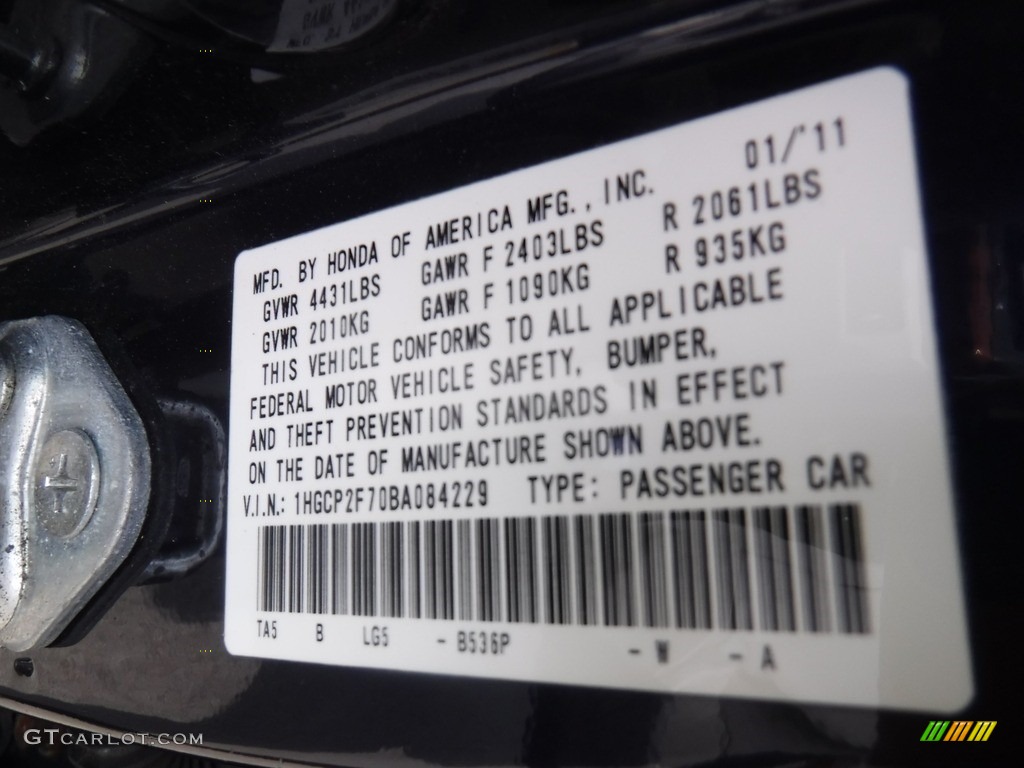 MFD. BY HONDA OF AMERICA MFG., INC. 01/'11
GVWR 4431LBS GAWR F 2403LBS R 2061LBS
GVWR 2010KG GAWR F 1090KG R 935KG
THIS VEHICLE CONFORMS TO ALL APPLICABLE
FEDERAL MOTOR VEHICLE SAFETY, BUMPER,
AND THEFT PREVENTION STANDARDS IN EFFECT
ON THE DATE OF MANUFACTURE SHOWN ABOVE.
V.I.N.: 1HGCP2F70BA084229 TYPE: PASSENGER CAR
TA5 B LG5 - B536P - W - A
GTCARLOT.COM